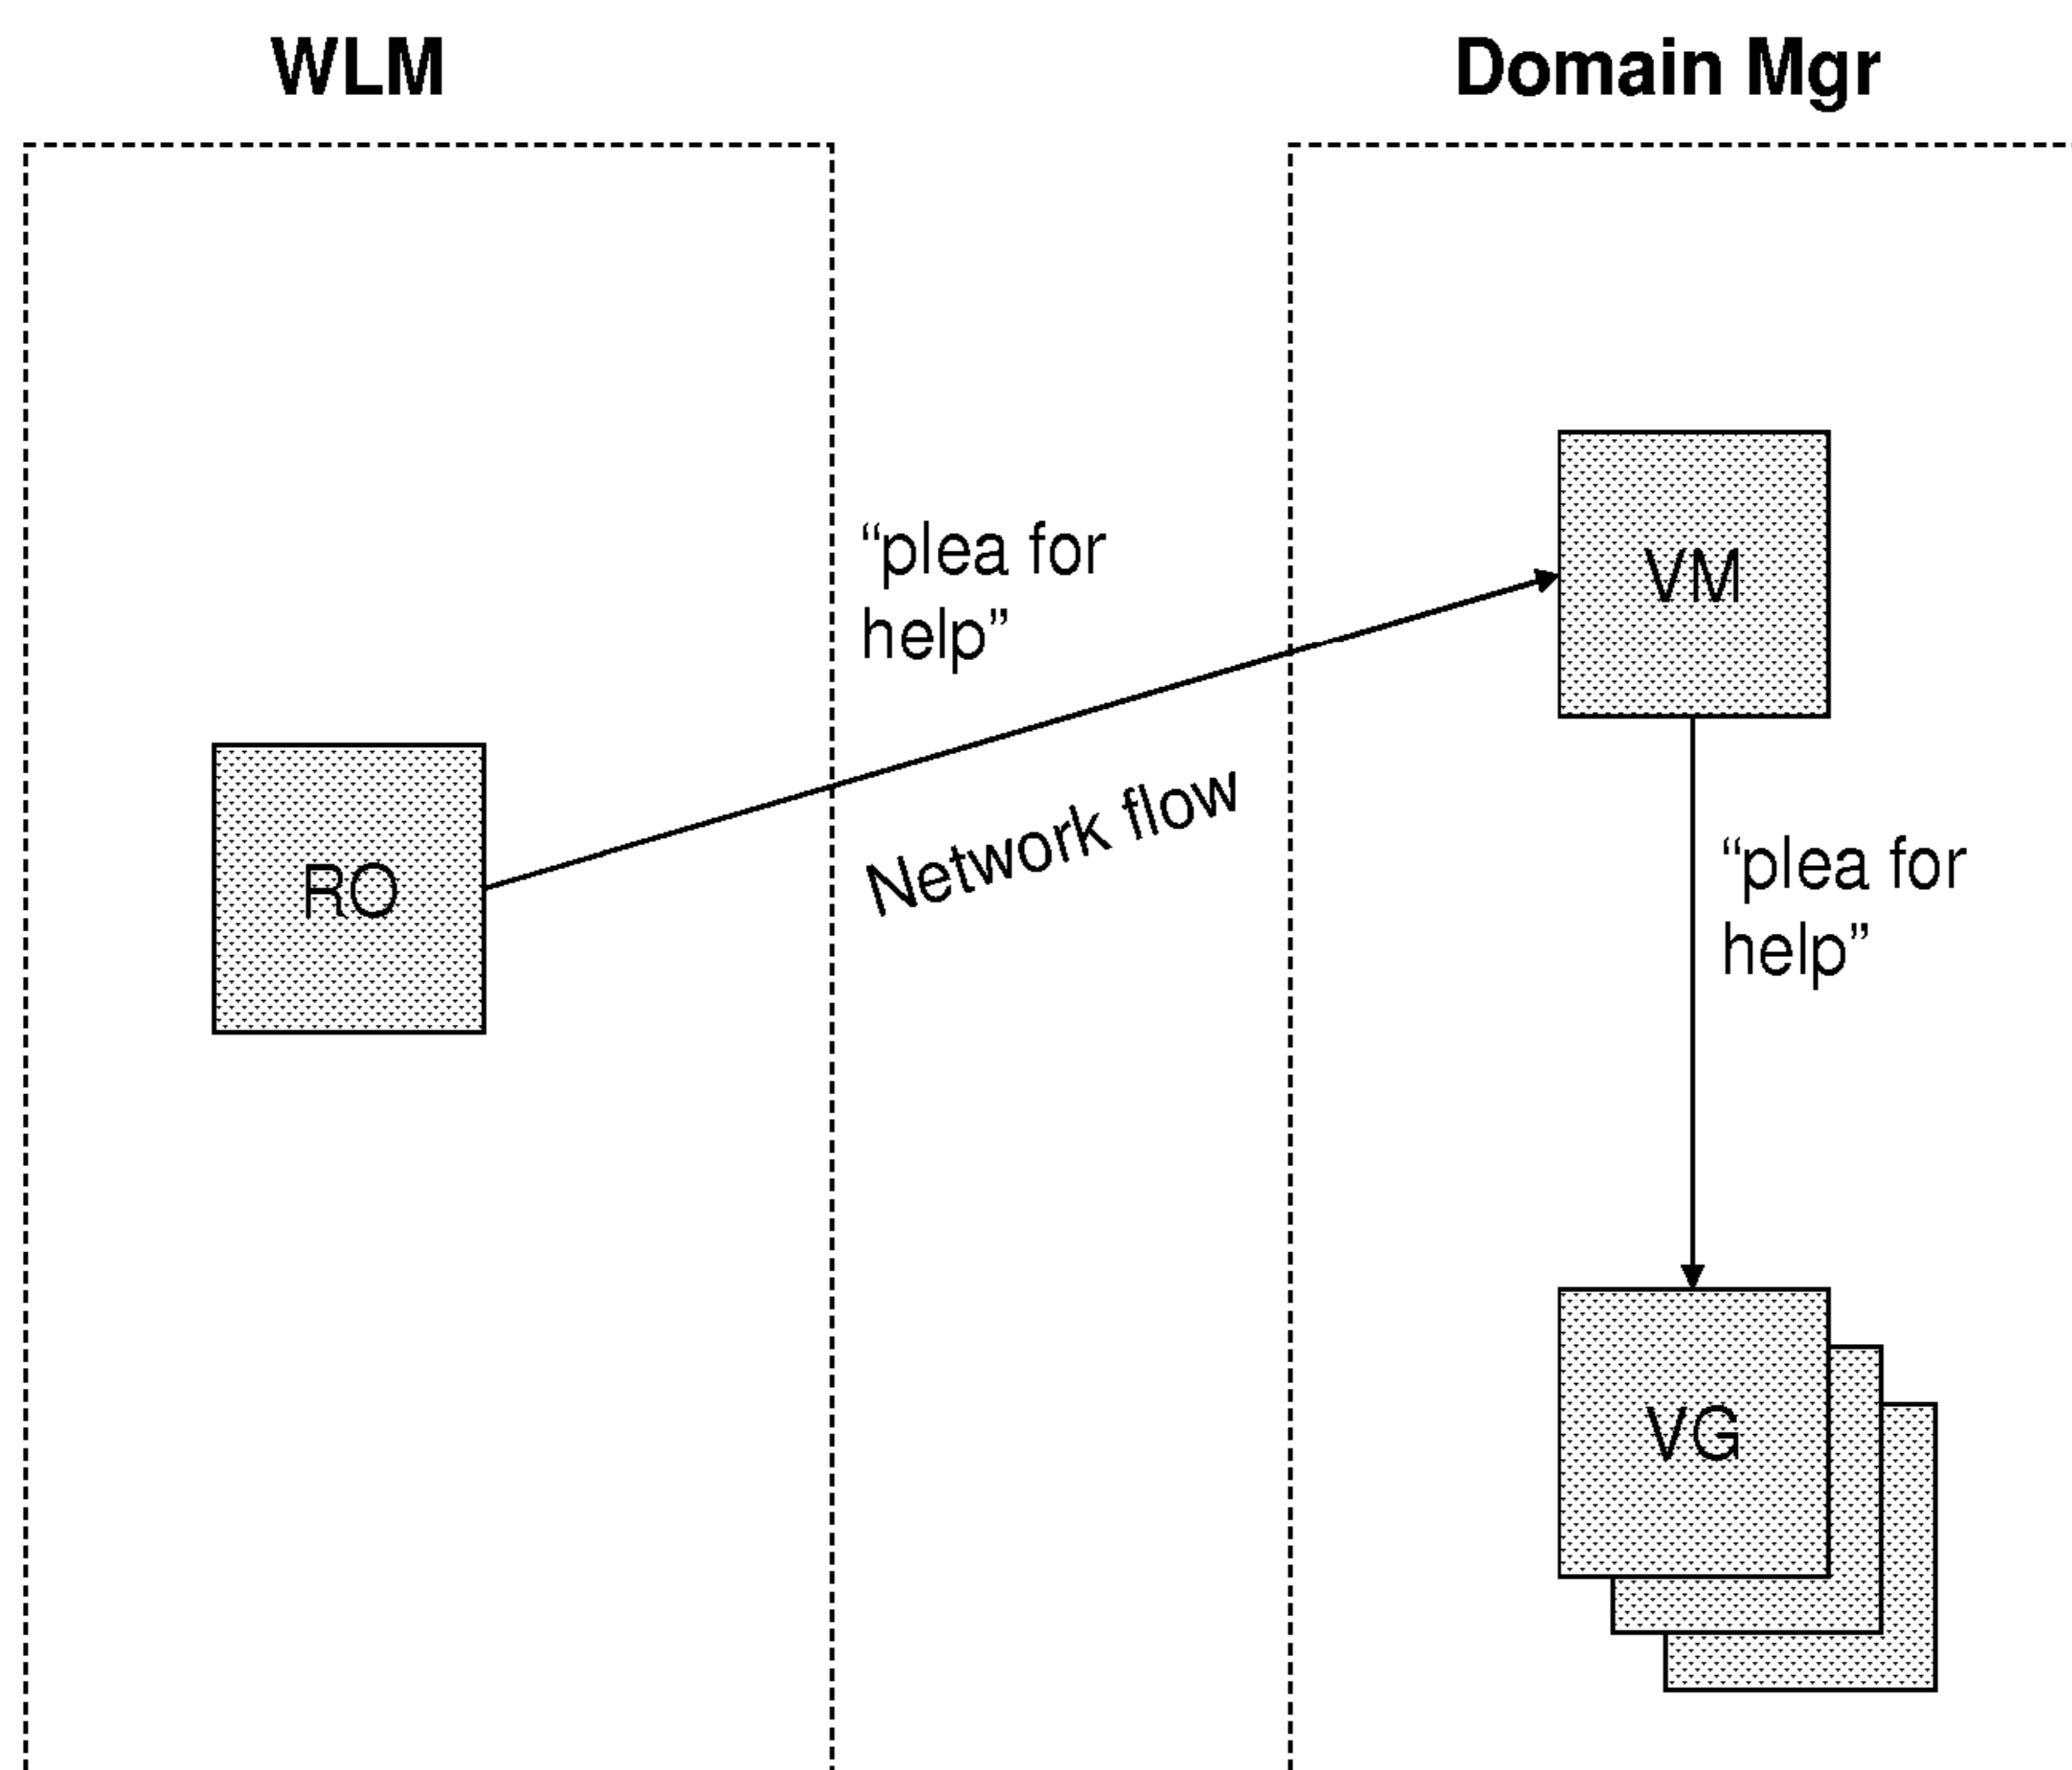 WLM
Domain Mgr
“plea for
help”
VM
Network flow
RO
“plea for
help”
VG